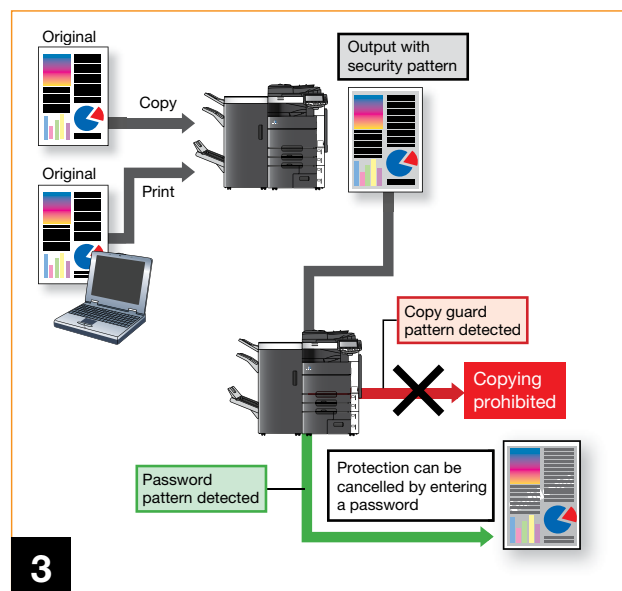 Original
Copy
Original
Print
Output with
security pattern
Copy guard
pattern detected
Copying
prohibited
Password
pattern detected
Protection can be
cancelled by entering
a password
3